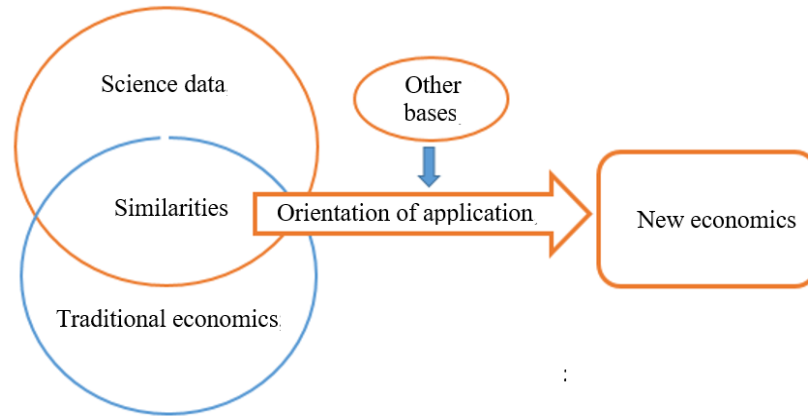 Science data
Other
bases
Similarities
Orientation of application
New economics
Traditional economics
: